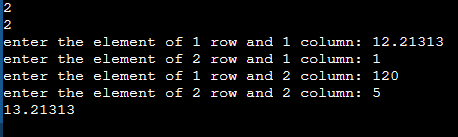 2
2
enter the element of 1 row and 1 column: 12.21313
enter the element of 2 row and 1 column: 1
enter the element of 1 row and 2 column: 120
enter the element of 2 row and 2 column: 5
13.21313